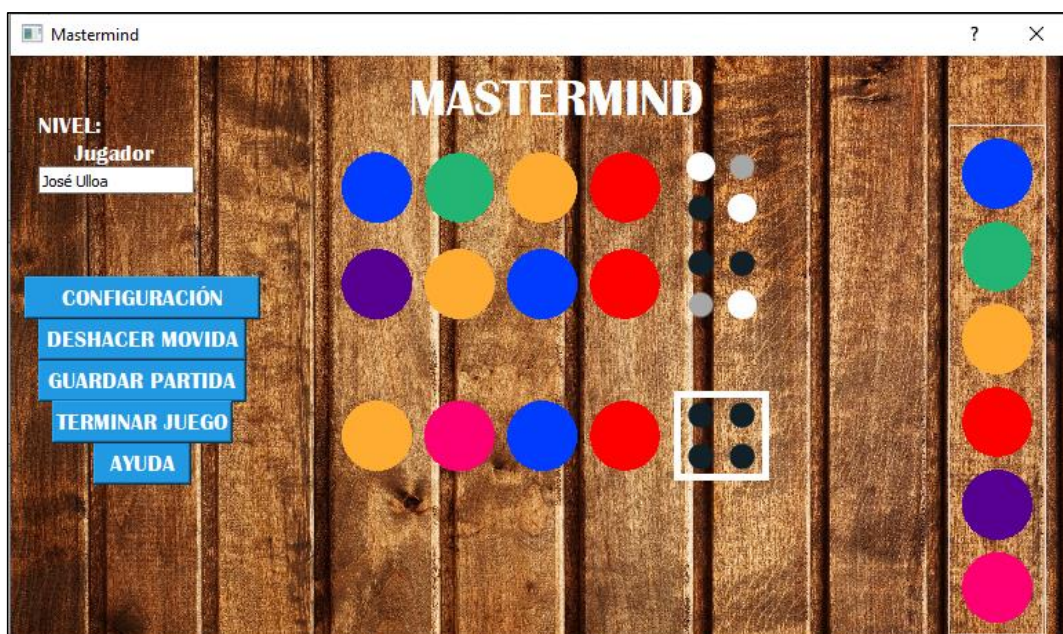 Mastermind
?
MASTERMIND
NIVEL:
Jugador
José Ulloa
CONFIGURACIÓN
DESHACER MOVIDA
GUARDAR PARTIDA
TERMINAR JUEGO
AYUDA